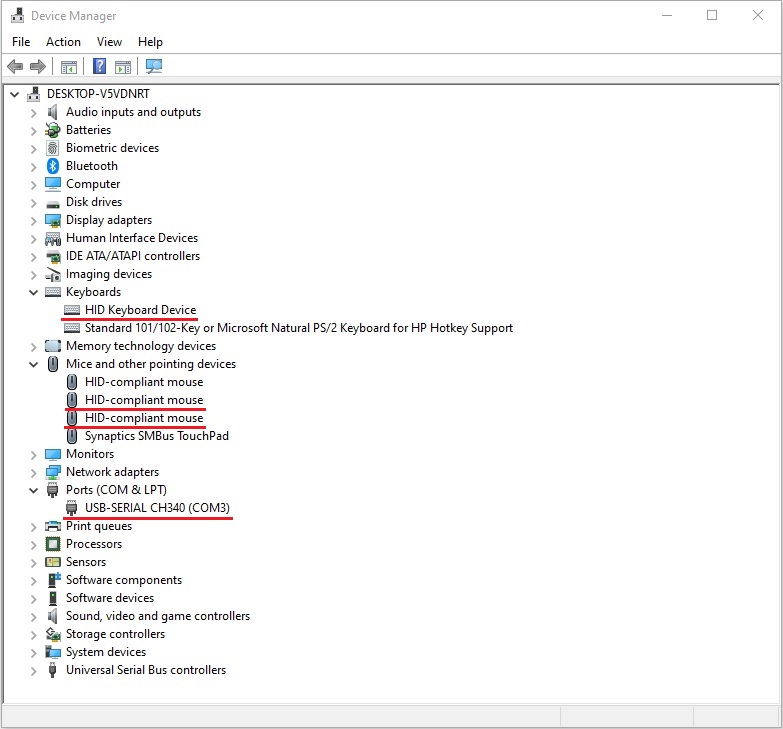 Device Manager
File Action View Help
DESKTOP-V5VDNRT
Audio inputs and outputs
Batteries
Biometric devices
Bluetooth
Computer
Disk drives
Display adapters
Human Interface Devices
IDE ATA/ATAPI controllers
Imaging devices
Keyboards
HID Keyboard Device
Standard 101/102-Key or Microsoft Natural PS/2 Keyboard for HP Hotkey Support
Memory technology devices
Mice and other pointing devices
HID-compliant mouse
HID-compliant mouse
HID-compliant mouse
Synaptics SMBus TouchPad
Monitors
Network adapters
Ports (COM & LPT)
USB-SERIAL CH340 (COM3)
Print queues
Processors
Sensors
Software components
Software devices
Sound, video and game controllers
Storage controllers
System devices
Universal Serial Bus controllers